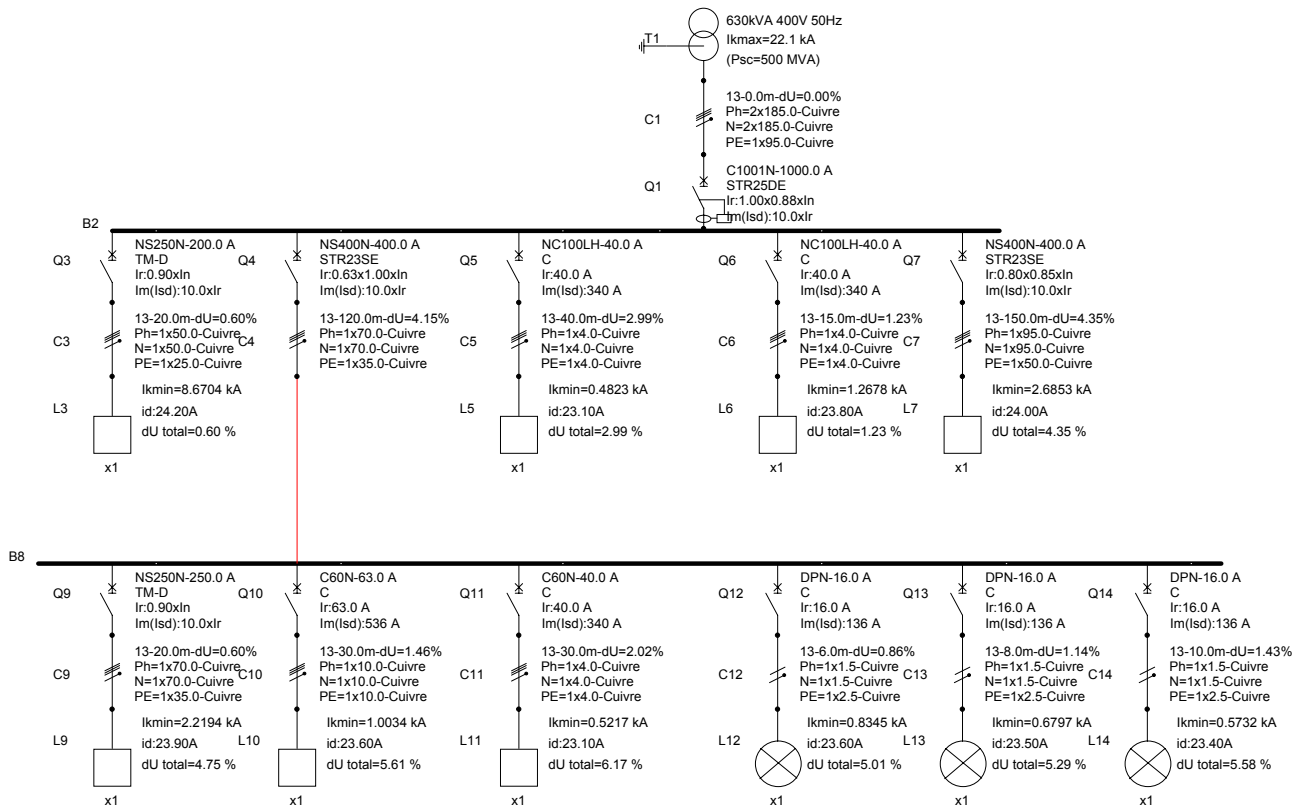 630kVA 400V 50Hz
T1
Ikmax=22.1 kA
(Psc=500 MVA)
C1
13-0.0m-dU=0.00%
Ph=2x185.0-Cuivre
N=2x185.0-Cuivre
PE=1x95.0-Cuivre
Q1
C1001N-1000.0 A
STR25DE
Ir:1.00x0.88xIn
Im(Isd):10.0xIr
B2
Q3
NS250N-200.0 A
TM-D
Ir:0.90xIn
Im(Isd):10.0xIr
Q4
NS400N-400.0 A
STR23SE
Ir:0.63x1.00xIn
Im(Isd):10.0xIr
Q5
NC100LH-40.0 A
C
Ir:40.0 A
Im(Isd):340 A
Q6
NC100LH-40.0 A
C
Ir:40.0 A
Im(Isd):340 A
Q7
NS400N-400.0 A
STR23SE
Ir:0.80x0.85xIn
Im(Isd):10.0xIr
C3
13-20.0m-dU=0.60%
Ph=1x50.0-Cuivre
N=1x50.0-Cuivre
PE=1x25.0-Cuivre
C4
13-120.0m-dU=4.15%
Ph=1x70.0-Cuivre
N=1x70.0-Cuivre
PE=1x35.0-Cuivre
C5
13-40.0m-dU=2.99%
Ph=1x4.0-Cuivre
N=1x4.0-Cuivre
PE=1x4.0-Cuivre
C6
13-15.0m-dU=1.23%
Ph=1x4.0-Cuivre
N=1x4.0-Cuivre
PE=1x4.0-Cuivre
C7
13-150.0m-dU=4.35%
Ph=1x95.0-Cuivre
N=1x95.0-Cuivre
PE=1x50.0-Cuivre
L3
Ikmin=8.6704 kA
id:24.20A
dU total=0.60 %
x1
L5
Ikmin=0.4823 kA
id:23.10A
dU total=2.99 %
x1
L6
Ikmin=1.2678 kA
id:23.80A
dU total=1.23 %
x1
L7
Ikmin=2.6853 kA
id:24.00A
dU total=4.35 %
x1
B8
Q9
NS250N-250.0 A
TM-D
Ir:0.90xIn
Im(Isd):10.0xIr
Q10
C60N-63.0 A
C
Ir:63.0 A
Im(Isd):536 A
Q11
C60N-40.0 A
C
Ir:40.0 A
Im(Isd):340 A
Q12
DPN-16.0 A
C
Ir:16.0 A
Im(Isd):136 A
Q13
DPN-16.0 A
C
Ir:16.0 A
Im(Isd):136 A
Q14
DPN-16.0 A
C
Ir:16.0 A
Im(Isd):136 A
C9
13-20.0m-dU=0.60%
Ph=1x70.0-Cuivre
N=1x70.0-Cuivre
PE=1x35.0-Cuivre
C10
13-30.0m-dU=1.46%
Ph=1x10.0-Cuivre
N=1x10.0-Cuivre
PE=1x10.0-Cuivre
C11
13-30.0m-dU=2.02%
Ph=1x4.0-Cuivre
N=1x4.0-Cuivre
PE=1x4.0-Cuivre
C12
13-6.0m-dU=0.86%
Ph=1x1.5-Cuivre
N=1x1.5-Cuivre
PE=1x2.5-Cuivre
C13
13-8.0m-dU=1.14%
Ph=1x1.5-Cuivre
N=1x1.5-Cuivre
PE=1x2.5-Cuivre
C14
13-10.0m-dU=1.43%
Ph=1x1.5-Cuivre
N=1x1.5-Cuivre
PE=1x2.5-Cuivre
L9
Ikmin=2.2194 kA
id:23.90A
dU total=4.75 %
x1
L10
Ikmin=1.0034 kA
id:23.60A
dU total=5.61 %
x1
L11
Ikmin=0.5217 kA
id:23.10A
dU total=6.17 %
x1
L12
Ikmin=0.8345 kA
id:23.60A
dU total=5.01 %
x1
L13
Ikmin=0.6797 kA
id:23.50A
dU total=5.29 %
x1
L14
Ikmin=0.5732 kA
id:23.40A
dU total=5.58 %
x1